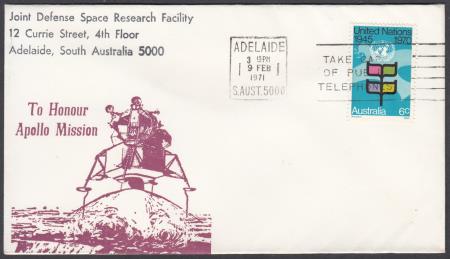 Joint Defense Space Research Facility
12 Currie Street, 4th Floor
Adelaide, South Australia 5000
ADELAIDE
3 PM
9 FEB
1971
S.AUST.5000
TAKE
OF
TELEPHONES
United Nations
1945 1970
Australia 6c
To Honour
Apollo Mission